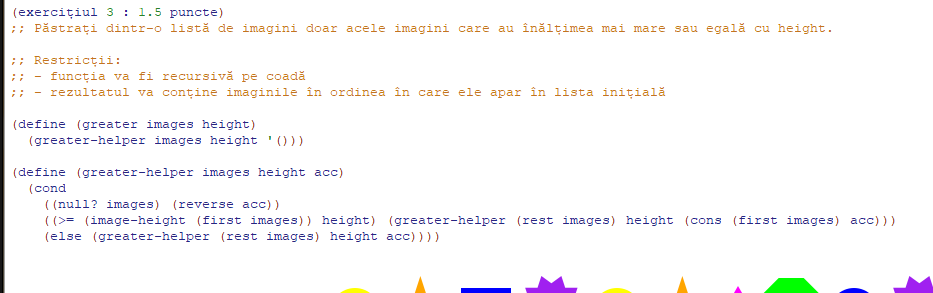 (exercițiul 3 : 1.5 puncte)
;; Păstrați dintr-o listă de imagini doar acele imagini care au înălțimea mai mare sau egală cu height.
;; Restricții:
;; - funcția va fi recursivă pe coadă
;; - rezultatul va conține imaginile în ordinea în care ele apar în lista inițială
(define (greater images height)
(greater-helper images height '()))
(define (greater-helper images height acc)
(cond
((null? images) (reverse acc))
((>= (image-height (first images)) height) (greater-helper (rest images) height (cons (first images) acc)))
(else (greater-helper (rest images) height acc))))